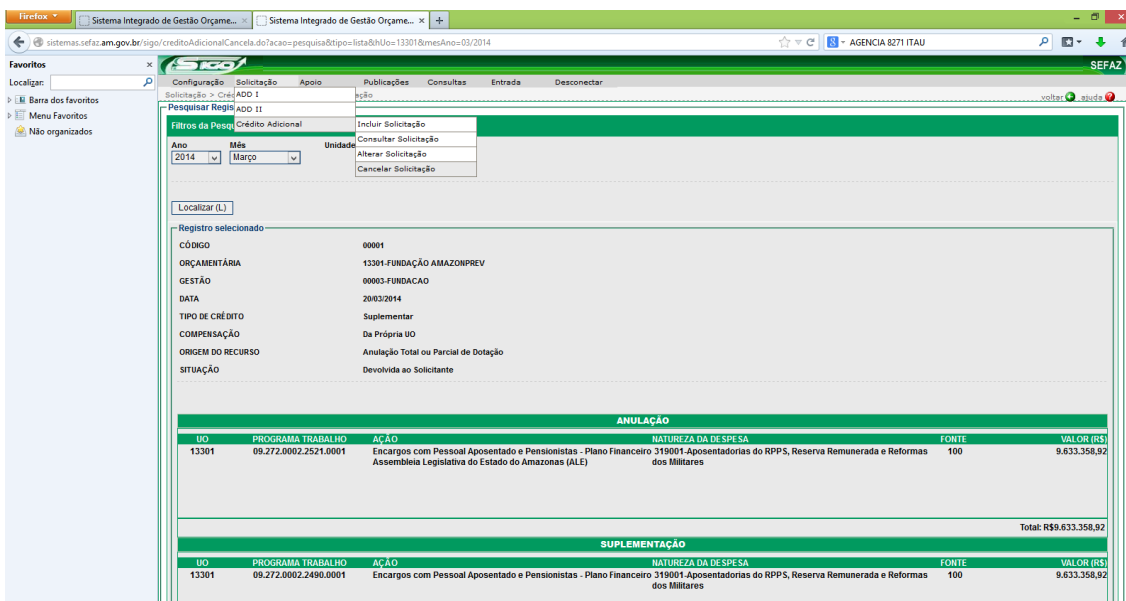 Firefox
Sistema Integrado de Gestão Orçame... ×
Sistema Integrado de Gestão Orçame... ×
sistemas.sefaz.am.gov.br/sigo/creditoAdicionalCancela.do?acao=pesquisa&tipo=lista&hUo=13301&mesAno=03/2014
8 AGENCIA 8271 ITAU
Favoritos ×
Localizar:
Barra dos favoritos
Menu Favoritos
Não organizados
SIGO
SEFAZ
Configuração Solicitação Apoio Publicações Consultas Entrada Desconectar
Solicitação > Créd
ação
voltar ajuda
ADD I
ADD II
Crédito Adicional
Incluir Solicitação
Consultar Solicitação
Alterar Solicitação
Cancelar Solicitação
Pesquisar Regis
Filtros da Pesqu
Ano Mês Unidade
2014 Março
Localizar (L)
Registro selecionado
CÓDIGO 00001
ORÇAMENTÁRIA 13301-FUNDAÇÃO AMAZONPREV
GESTÃO 00003-FUNDACAO
DATA 20/03/2014
TIPO DE CRÉDITO Suplementar
COMPENSAÇÃO Da Própria UO
ORIGEM DO RECURSO Anulação Total ou Parcial de Dotação
SITUAÇÃO Devolvida ao Solicitante
ANULAÇÃO
UO PROGRAMA TRABALHO AÇÃO NATUREZA DA DESPESA FONTE VALOR (R$)
13301 09.272.0002.2521.0001 Encargos com Pessoal Aposentado e Pensionistas - Plano Financeiro 319001-Aposentadorias do RPPS, Reserva Remunerada e Reformas 100 9.633.358,92
Assembleia Legislativa do Estado do Amazonas (ALE) dos Militares
Total: R$9.633.358,92
SUPLEMENTAÇÃO
UO PROGRAMA TRABALHO AÇÃO NATUREZA DA DESPESA FONTE VALOR (R$)
13301 09.272.0002.2490.0001 Encargos com Pessoal Aposentado e Pensionistas - Plano Financeiro 319001-Aposentadorias do RPPS, Reserva Remunerada e Reformas 100 9.633.358,92
dos Militares